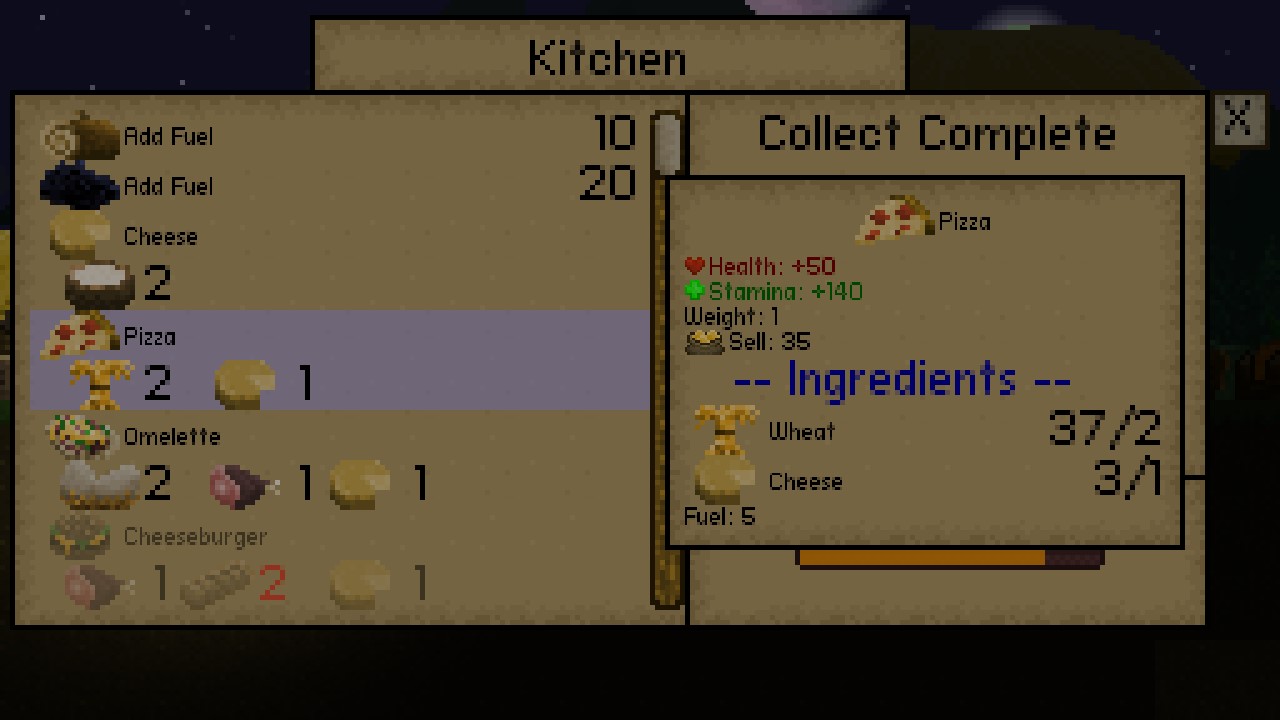 Kitchen
X
Add Fuel 10
Add Fuel 20
Cheese
2
Pizza
2 1
Omelette
2 1 1
Cheeseburger
1 2 1
Collect Complete
Pizza
Health: +50
Stamina: +140
Weight: 1
Sell: 35
-- Ingredients --
Wheat 37/2
Cheese 3/1
Fuel: 5